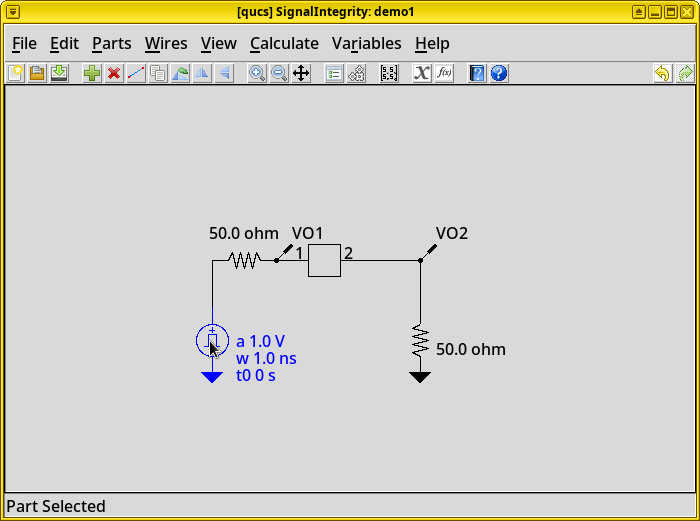 [qucs] SignalIntegrity: demo1
File Edit Parts Wires View Calculate Variables Help
X f(x) ? ?
50.0 ohm VO1 VO2
1 2
+
a 1.0 V
w 1.0 ns
50.0 ohm
t0 0 s
Part Selected